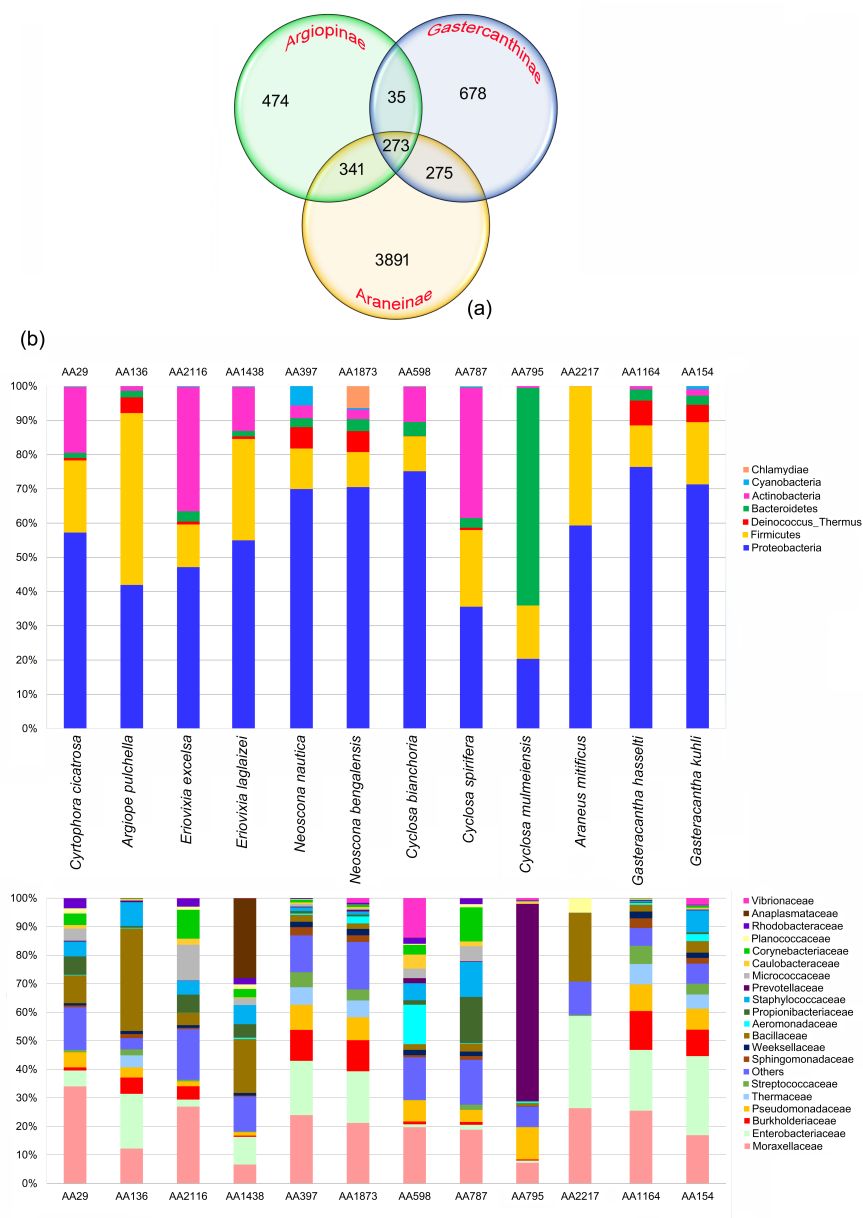 Argiopinae
Gastercanthinae
474
35
678
273
341
275
3891
Araneinae
(a)
(b)
AA29 AA136 AA2116 AA1438 AA397 AA1873 AA598 AA787 AA795 AA2217 AA1164 AA154
100%
90%
80%
70%
60%
50%
40%
30%
20%
10%
0%
Chlamydiae
Cyanobacteria
Actinobacteria
Bacteroidetes
Deinococcus_Thermus
Firmicutes
Proteobacteria
Cyrtophora cicatrosa
Argiope pulchella
Eriovixia excelsa
Eriovixia laglaizei
Neoscona nautica
Neoscona bengalensis
Cyclosa bianchoria
Cyclosa spirifera
Cyclosa mulmeiensis
Araneus mitificus
Gasteracantha hasselti
Gasteracantha kuhli
100%
90%
80%
70%
60%
50%
40%
30%
20%
10%
0%
Vibrionaceae
Anaplasmataceae
Rhodobacteraceae
Planococcaceae
Corynebacteriaceae
Caulobacteraceae
Micrococcaceae
Prevotellaceae
Staphylococcaceae
Propionibacteriaceae
Aeromonadaceae
Bacillaceae
Weeksellaceae
Sphingomonadaceae
Others
Streptococcaceae
Thermaceae
Pseudomonadaceae
Burkholderiaceae
Enterobacteriaceae
Moraxellaceae
AA29 AA136 AA2116 AA1438 AA397 AA1873 AA598 AA787 AA795 AA2217 AA1164 AA154